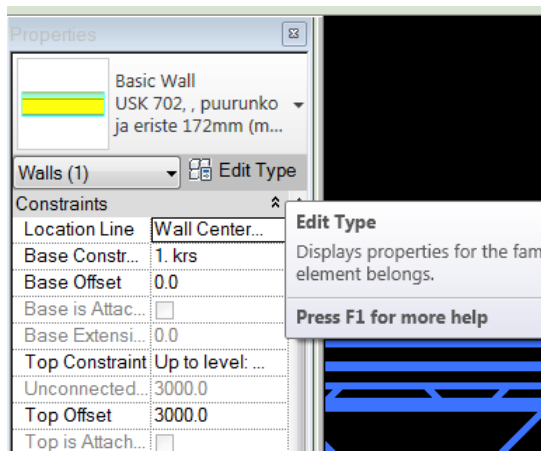 Properties
Basic Wall
USK 702, , puurunko
ja eriste 172mm (m...
Walls (1)
Edit Type
Constraints
Location Line Wall Center...
Base Constr... 1. krs
Base Offset 0.0
Base is Attac...
Base Extensi... 0.0
Top Constraint Up to level: ...
Unconnected... 3000.0
Top Offset 3000.0
Top is Attach...
Edit Type
Displays properties for the fam
element belongs.
Press F1 for more help